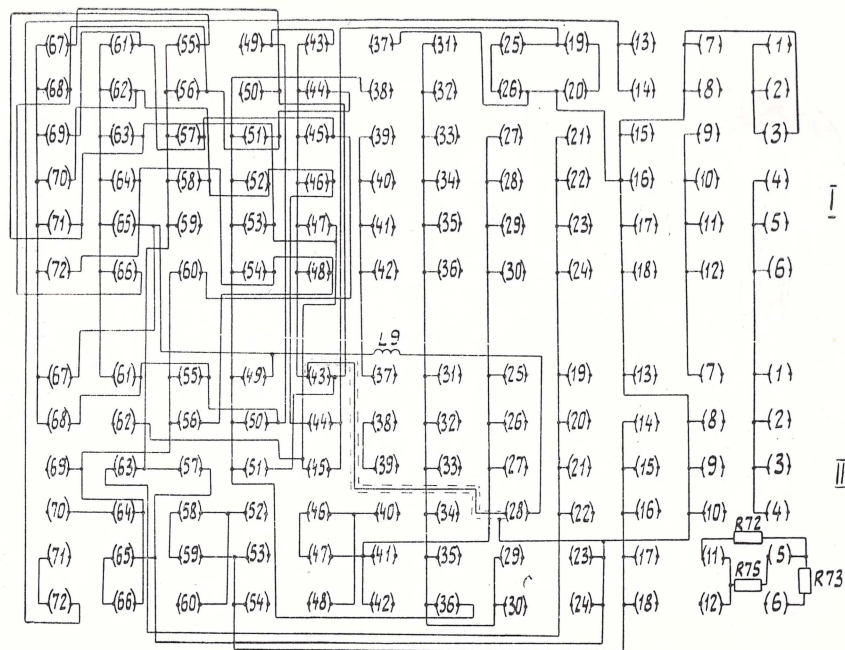 (67) (61) (55) (49) (43) (37) (31) (25) (19) (13) (7) (1)
(68) (62) (56) (50) (44) (38) (32) (26) (20) (14) (8) (2)
(69) (63) (57) (51) (45) (39) (33) (27) (21) (15) (9) (3)
(70) (64) (58) (52) (46) (40) (34) (28) (22) (16) (10) (4)
I
(71) (65) (59) (53) (47) (41) (35) (29) (23) (17) (11) (5)
(72) (66) (60) (54) (48) (42) (36) (30) (24) (18) (12) (6)
L9
(67) (61) (55) (49) (43) (37) (31) (25) (19) (13) (7) (1)
(68) (62) (56) (50) (44) (38) (32) (26) (20) (14) (8) (2)
(69) (63) (57) (51) (45) (39) (33) (27) (21) (15) (9) (3)
II
(70) (64) (58) (52) (46) (40) (34) (28) (22) (16) (10) (4)
R72
(71) (65) (59) (53) (47) (41) (35) (29) (23) (17) (11) (5)
R75 R73
(72) (66) (60) (54) (48) (42) (36) (30) (24) (18) (12) (6)